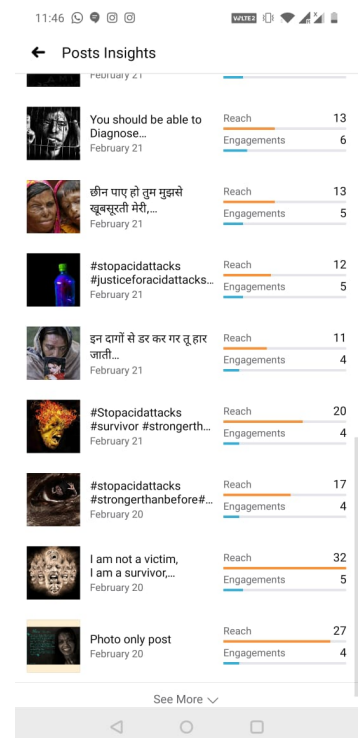 11:46
VoLTE 2
Posts Insights
February 21
You should be able to
Diagnose...
February 21
Reach 13
Engagements 6
छीन पाए हो तुम मुझसे
खूबसूरती मेरी,...
February 21
Reach 13
Engagements 5
#stopacidattacks
#justiceforacidattacks...
February 21
Reach 12
Engagements 5
इन दागों से डर कर गर तू हार
जाती...
February 21
Reach 11
Engagements 4
#Stopacidattacks
#survivor #strongerth...
February 21
Reach 20
Engagements 4
#stopacidattacks
#strongerthanbefore#...
February 20
Reach 17
Engagements 4
I am not a victim,
I am a survivor,...
February 20
Reach 32
Engagements 5
Photo only post
February 20
Reach 27
Engagements 4
See More